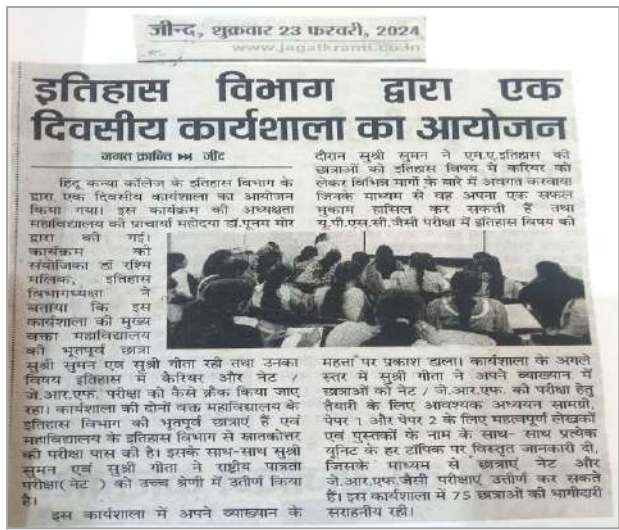 जीन्द, शुक्रवार 23 फरवरी, 2024
www.jagatkranti.co.in
इतिहास विभाग द्वारा एक
दिवसीय कार्यशाला का आयोजन
जगत क्रान्ति ▸▸ जींद
हिंदू कन्या कॉलेज के इतिहास विभाग के
द्वारा एक दिवसीय कार्यशाला का आयोजन
किया गया। इस कार्यक्रम की अध्यक्षता
महाविद्यालय की प्राचार्या महोदया डॉ.पूनम मोर
द्वारा की गई।
कार्यक्रम की
संयोजिका डॉ रश्मि
मलिक, इतिहास
विभागध्यक्षा ने
बताया कि इस
कार्यशाला की मुख्य
वक्ता महाविद्यालय
की भूतपूर्व छात्रा
सुश्री सुमन एवं सुश्री गीता रही तथा उनका
विषय इतिहास में कैरियर और नेट /
जे.आर.एफ. परीक्षा को कैसे क्रैक किया जाए
रहा। कार्यशाला की दोनों वक्त महाविद्यालय के
इतिहास विभाग की भूतपूर्व छात्राएं हैं एवं
महाविद्यालय के इतिहास विभाग से स्नातकोत्तर
की परीक्षा पास की है। इसके साथ-साथ सुश्री
सुमन एवं सुश्री गीता ने राष्ट्रीय पात्रता
परीक्षा( नेट ) को उच्च श्रेणी में उतीर्ण किया
है।
इस कार्यशाला में अपने व्याख्यान के
दौरान सुश्री सुमन ने एम.ए.इतिहास की
छात्राओं को इतिहास विषय में करियर को
लेकर विभिन्न मार्गों के बारे में अवगत करवाया
जिनके माध्यम से वह अपना एक सफल
मुकाम हासिल कर सकती हैं तथा
यू.पी.एस.सी.जैसी परीक्षा में इतिहास विषय की
महत्ता पर प्रकाश डाला। कार्यशाला के अगले
स्तर में सुश्री गीता ने अपने व्याख्यान में
छात्राओं को नेट / जे.आर.एफ. की परीक्षा हेतु
तैयारी के लिए आवश्यक अध्ययन सामग्री,
पेपर 1 और पेपर 2 के लिए महत्वपूर्ण लेखकों
एवं पुस्तकों के नाम के साथ- साथ प्रत्येक
यूनिट के हर टॉपिक पर विस्तृत जानकारी दी,
जिसके माध्यम से छात्राएं नेट और
जे.आर.एफ.जैसी परीक्षाएं उत्तीर्ण कर सकते
हैं। इस कार्यशाला में 75 छात्राओं की भागीदारी
सराहनीय रही।